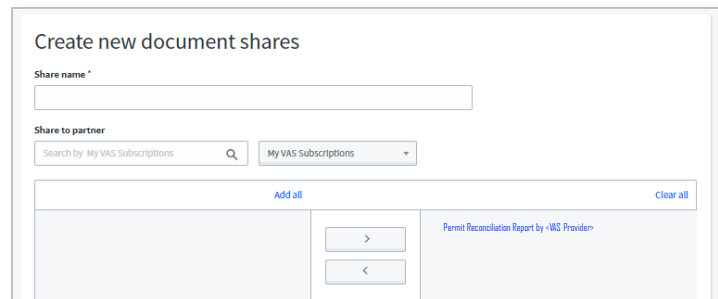 Create new document shares
Share name *
Share to partner
Search by My VAS Subscriptions
My VAS Subscriptions
Add all
Clear all
>
Permit Reconciliation Report by <VAS Provider>
<